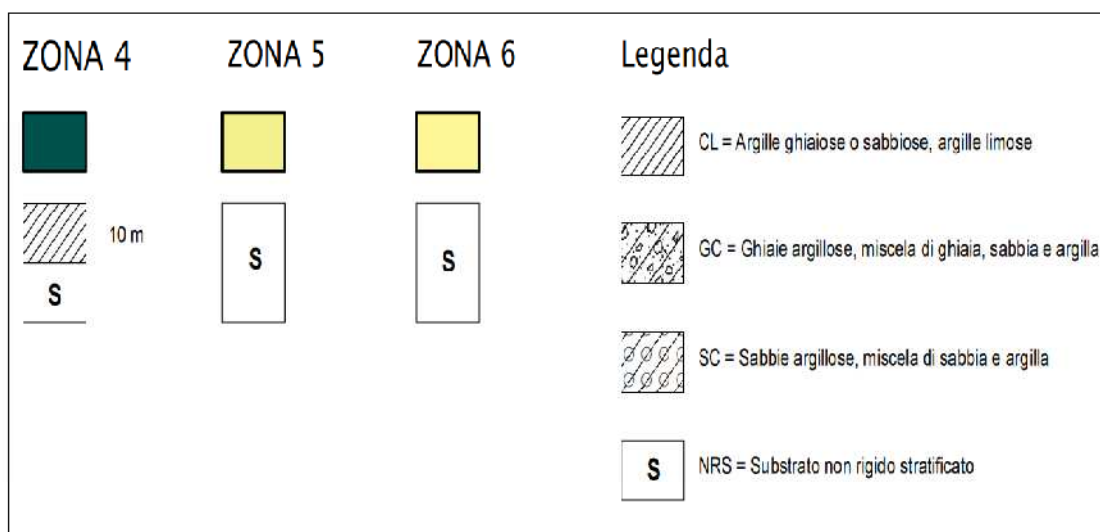 ZONA 4
ZONA 5
ZONA 6
Legenda
10 m
S
S
S
CL = Argille ghiaiose o sabbiose, argille limose
GC = Ghiaie argillose, miscela di ghiaia, sabbia e argilla
SC = Sabbie argillose, miscela di sabbia e argilla
S
NRS = Substrato non rigido stratificato